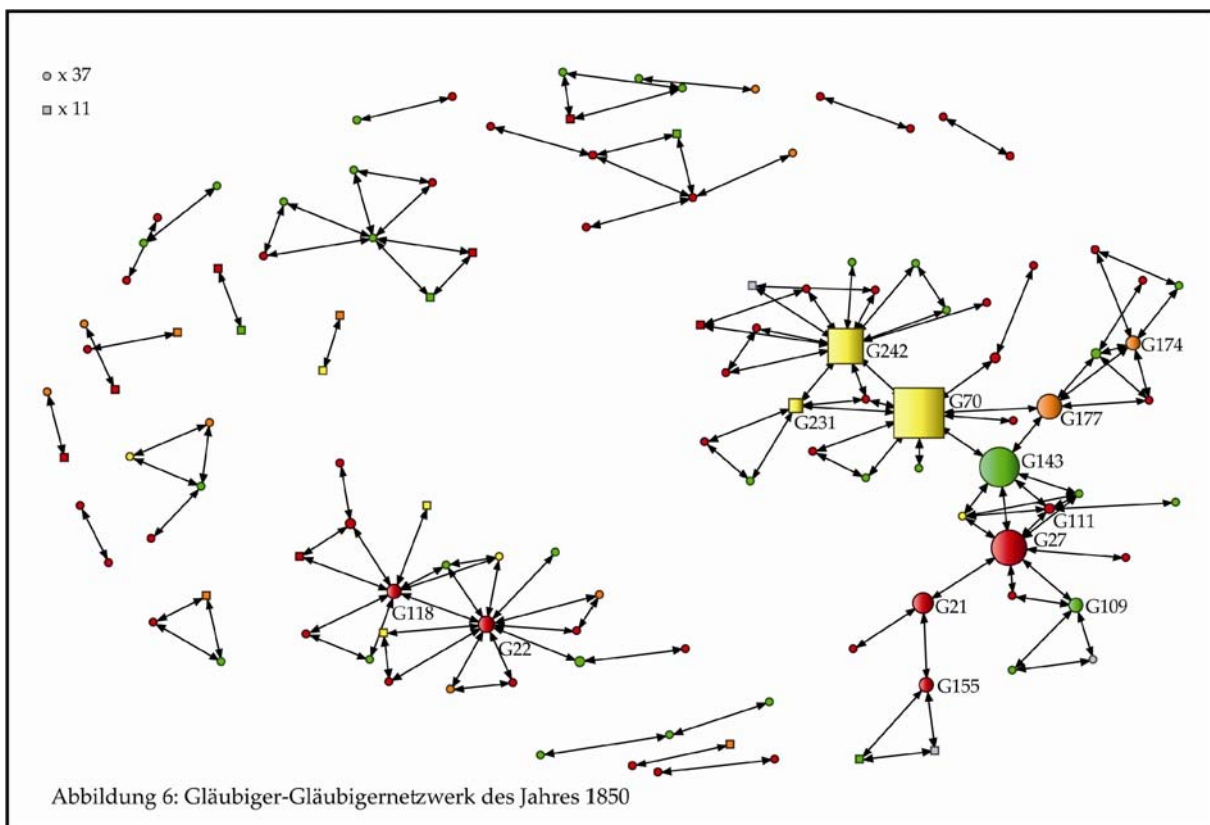 x 37
x 11
G242
G174
G70
G231
G177
G143
G111
G27
G118
G21
G109
G22
G155
Abbildung 6: Gläubiger-Gläubigernetzwerk des Jahres 1850